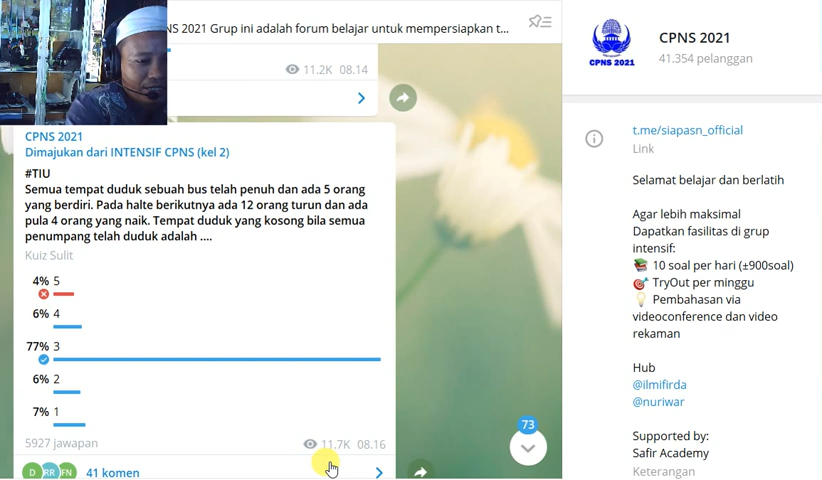 NS 2021 Grup ini adalah forum belajar untuk mempersiapkan t...
11.2K 08.14
CPNS 2021
Dimajukan dari INTENSIF CPNS (kel 2)
#TIU
Semua tempat duduk sebuah bus telah penuh dan ada 5 orang
yang berdiri. Pada halte berikutnya ada 12 orang turun dan ada
pula 4 orang yang naik. Tempat duduk yang kosong bila semua
penumpang telah duduk adalah ....
Kuiz Sulit
4% 5
6% 4
77% 3
6% 2
7% 1
5927 jawapan
11.7K 08.16
D RR FN 41 komen
73
CPNS 2021
CPNS 2021
41.354 pelanggan
t.me/siapasn_official
Link
Selamat belajar dan berlatih
Agar lebih maksimal
Dapatkan fasilitas di grup
intensif:
10 soal per hari (±900soal)
TryOut per minggu
Pembahasan via
videoconference dan video
rekaman
Hub
@ilmifirda
@nuriwar
Supported by:
Safir Academy
Keterangan